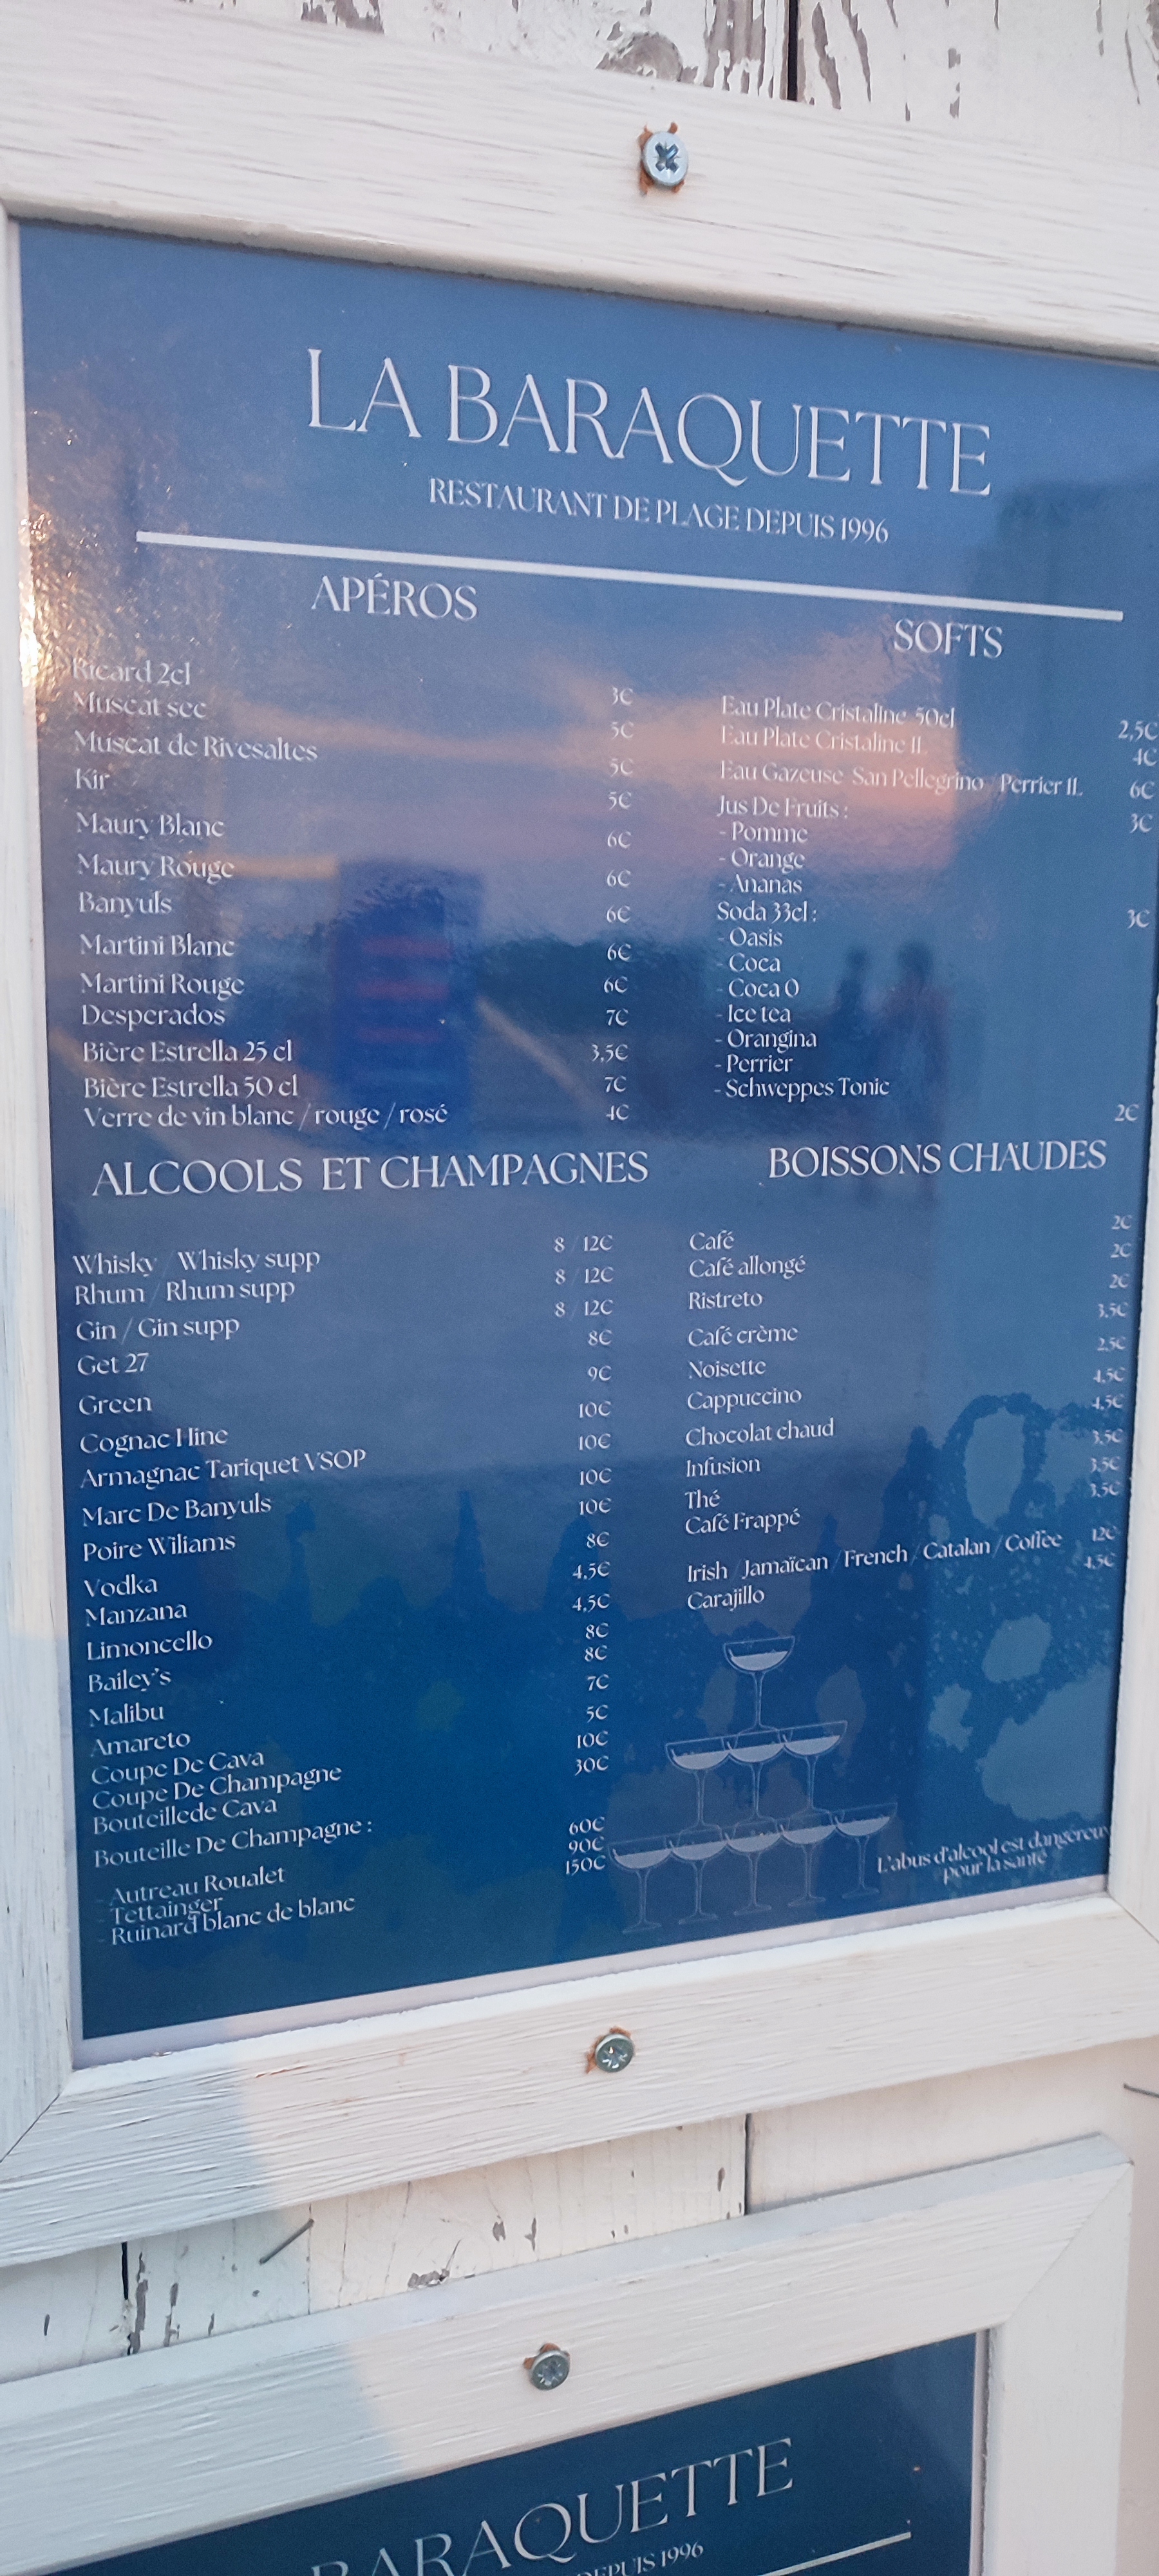 LA BARAQUETTE
RESTAURANT DE PLAGE DEPUIS 1996
APÉROS
Ricard 2cl 3€
Muscat sec 5€
Muscat de Rivesaltes 5€
Kir 5€
Maury Blanc 6€
Maury Rouge 6€
Banyuls 6€
Martini Blanc 6€
Martini Rouge 6€
Desperados 7€
Bière Estrella 25 cl 3,5€
Bière Estrella 50 cl 7€
Verre de vin blanc / rouge / rosé 4€
SOFTS
Eau Plate Cristaline 50cl 2,5€
Eau Plate Cristaline 1L 4€
Eau Gazeuse San Pellegrino / Perrier 1L 6€
Jus De Fruits : 3€
- Pomme
- Orange
- Ananas
Soda 33cl : 3€
- Oasis
- Coca
- Coca 0
- Ice tea
- Orangina
- Perrier
- Schweppes Tonic
2€
ALCOOLS ET CHAMPAGNES
Whisky / Whisky supp 8 / 12€
Rhum / Rhum supp 8 / 12€
Gin / Gin supp 8 / 12€
Get 27 8€
Green 9€
Cognac Hine 10€
Armagnac Tariquet VSOP 10€
Marc De Banyuls 10€
Poire Wiliams 10€
Vodka 8€
Manzana 4,5€
Limoncello 4,5€
Bailey's 8€
Malibu 8€
Amareto 7€
Coupe De Cava 5€
Coupe De Champagne 10€
Bouteillede Cava 30€
Bouteille De Champagne :
- Autreau Roualet 60€
- Tettainger 90€
- Ruinard blanc de blanc 150€
BOISSONS CHAUDES
Café 2€
Café allongé 2€
Ristreto 2€
Café crème 3,5€
Noisette 2,5€
Cappuccino 4,5€
Chocolat chaud 4,5€
Infusion 3,5€
Thé 3,5€
Café Frappé 3,5€
Irish / Jamaïcan / French / Catalan / Coffee 12€
Carajillo 4,5€
L'abus d'alcool est dangereux
pour la santé
BARAQUETTE
DEPUIS 1996